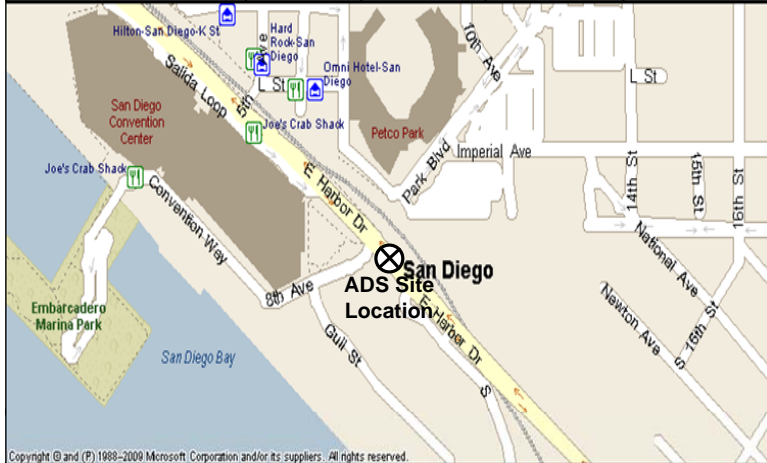 Hilton-San Diego-K St
Hard
Rock-San
Diego
5th Ave
L St
Omni Hotel-San
Diego
10th Ave
L St
Salida Loop
San Diego
Convention
Center
Joe's Crab Shack
Petco Park
Park Blvd
Imperial Ave
14th St
15th St
16th St
Joe's Crab Shack
Convention Way
E Harbor Dr
National Ave
San Diego
ADS Site
Location
8th Ave
E Harbor Dr
Newton Ave
S 16th St
Embarcadero
Marina Park
Gull St
San Diego Bay
S
Copyright © and (P) 1988–2009 Microsoft Corporation and/or its suppliers. All rights reserved.